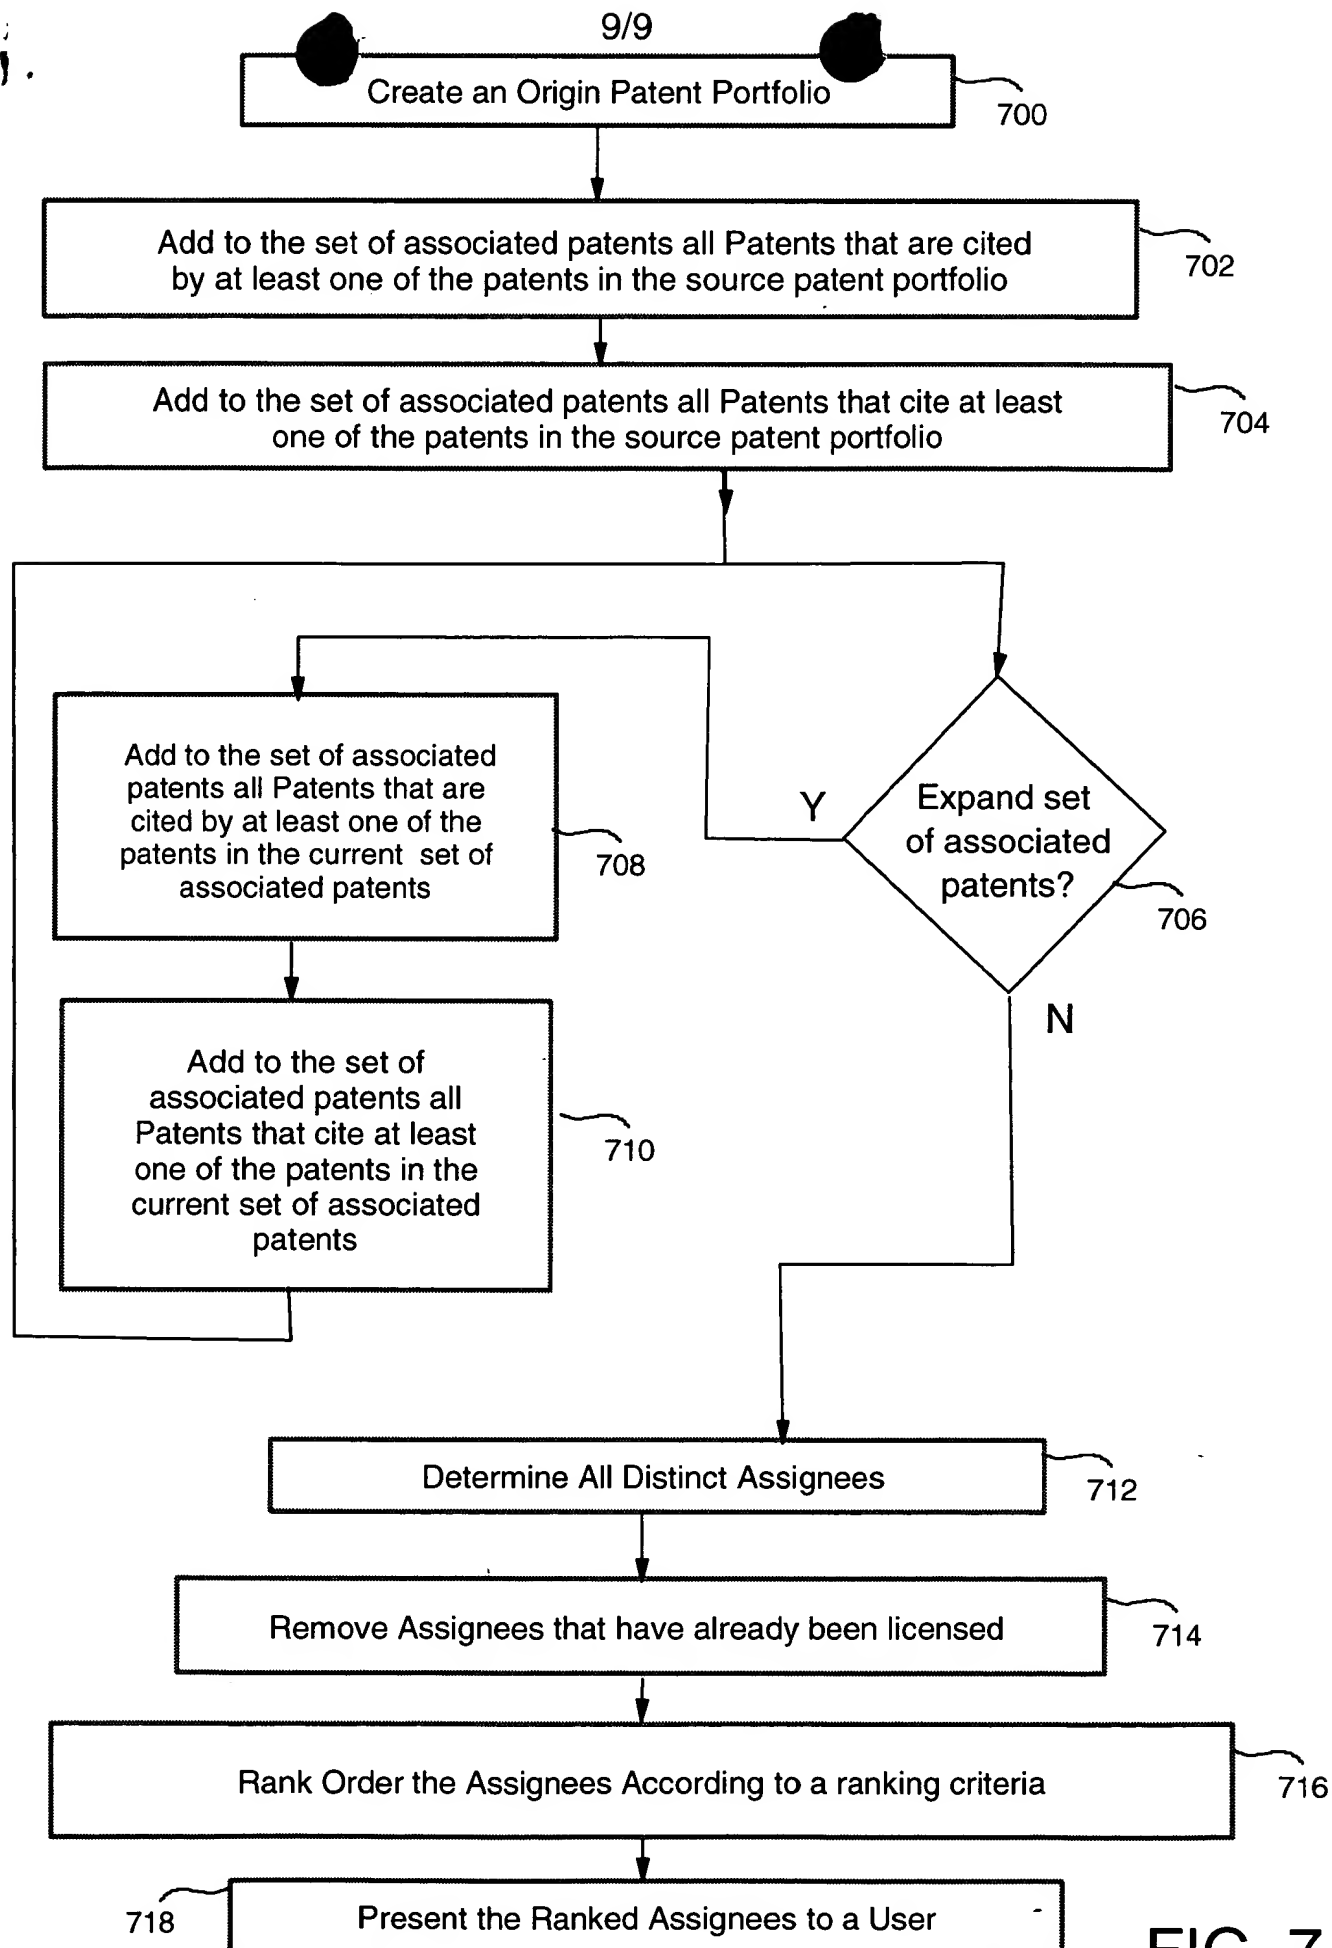 9/9
Create an Origin Patent Portfolio
700
Add to the set of associated patents all Patents that are cited
by at least one of the patents in the source patent portfolio
702
Add to the set of associated patents all Patents that cite at least
one of the patents in the source patent portfolio
704
Expand set
of associated
patents?
706
Y
N
Add to the set of associated
patents all Patents that are
cited by at least one of the
patents in the current set of
associated patents
708
Add to the set of
associated patents all
Patents that cite at least
one of the patents in the
current set of associated
patents
710
Determine All Distinct Assignees
712
Remove Assignees that have already been licensed
714
Rank Order the Assignees According to a ranking criteria
716
Present the Ranked Assignees to a User
718
FIG. 7